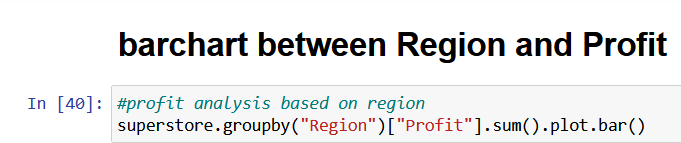 barchart between Region and Profit
In [40]: #profit analysis based on region
superstore.groupby("Region")["Profit"].sum().plot.bar()